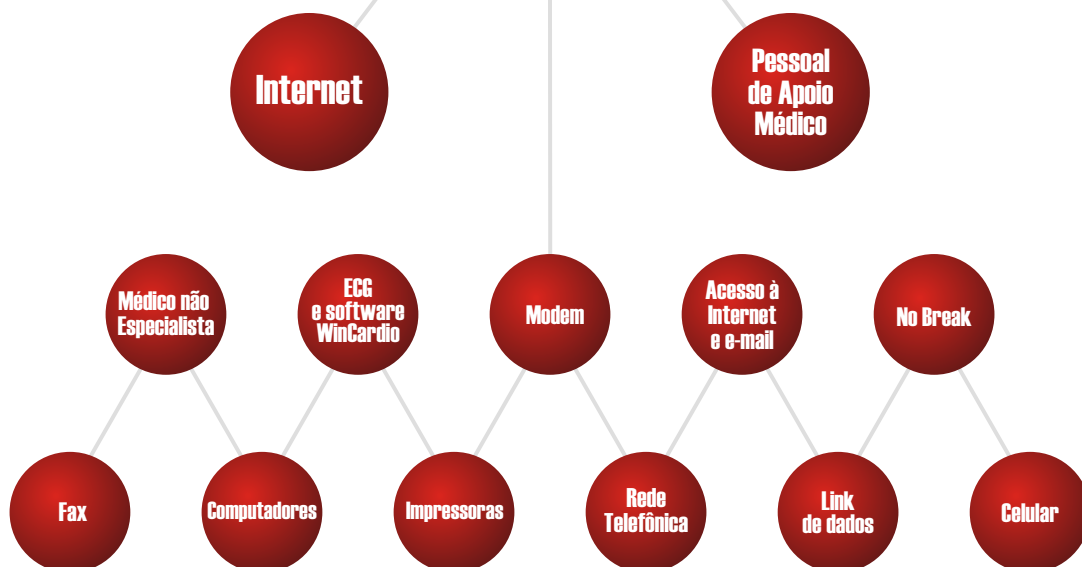 Internet
Pessoal
de Apoio
Médico
Médico não
Especialista
ECG
e software
WinCardio
Modem
Acesso à
Internet
e e-mail
No Break
Fax
Computadores
Impressoras
Rede
Telefônica
Link
de dados
Celular